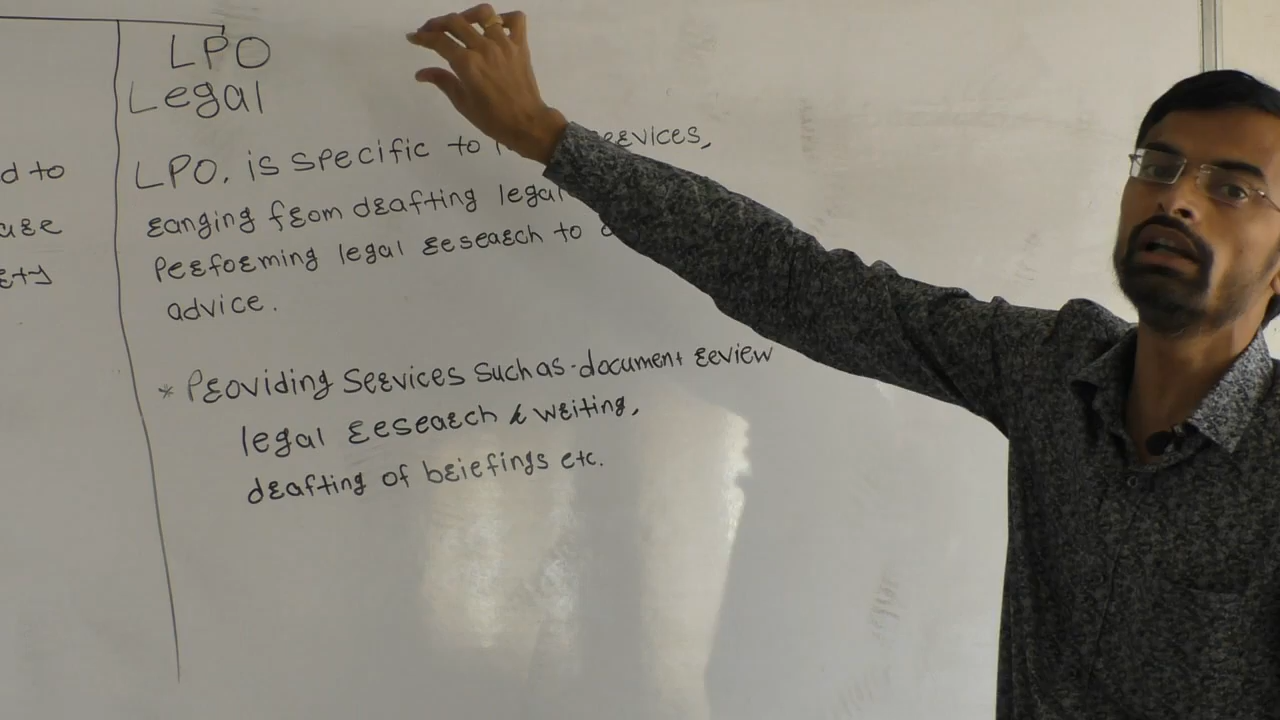 LPO
Legal
d to
LPO. is specific to services,
ranging from drafting legal
Performing legal research to
advice.
* Providing Services Such as - document review
legal research & writing,
drafting of briefings etc.